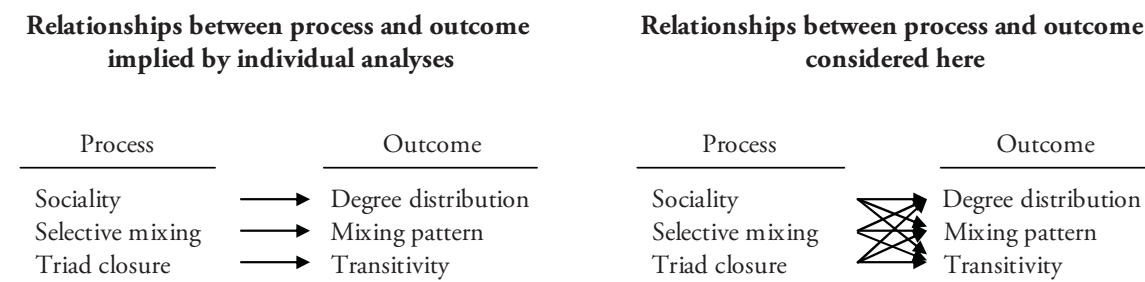 Relationships between process and outcome
implied by individual analyses
Process Outcome
Sociality Degree distribution
Selective mixing Mixing pattern
Triad closure Transitivity
Relationships between process and outcome
considered here
Process Outcome
Sociality Degree distribution
Selective mixing Mixing pattern
Triad closure Transitivity